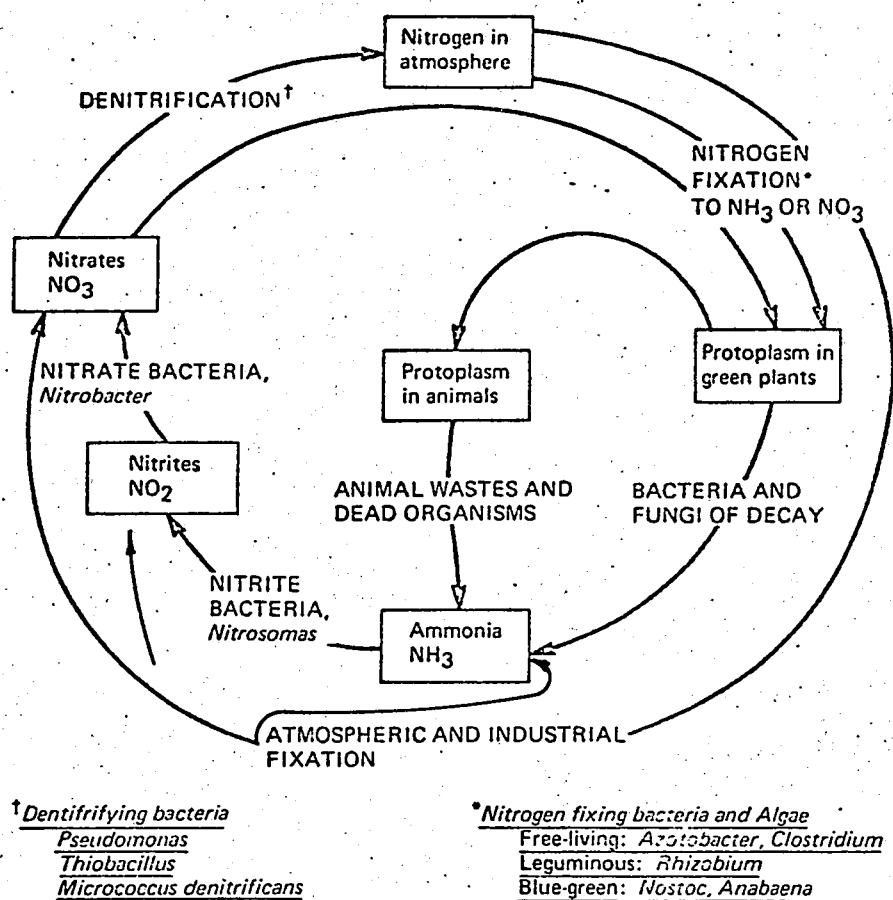 Nitrogen in
atmosphere
DENITRIFICATION†
NITROGEN
FIXATION*
TO NH3 OR NO3
Nitrates
NO3
NITRATE BACTERIA,
Nitrobacter
Protoplasm
in animals
Protoplasm in
green plants
Nitrites
NO2
ANIMAL WASTES AND
DEAD ORGANISMS
BACTERIA AND
FUNGI OF DECAY
NITRITE
BACTERIA,
Nitrosomas
Ammonia
NH3
ATMOSPHERIC AND INDUSTRIAL
FIXATION
†Dentifrifying bacteria
Pseudomonas
Thiobacillus
Micrococcus denitrificans
*Nitrogen fixing bacteria and Algae
Free-living: Azotobacter, Clostridium
Leguminous: Rhizobium
Blue-green: Nostoc, Anabaena